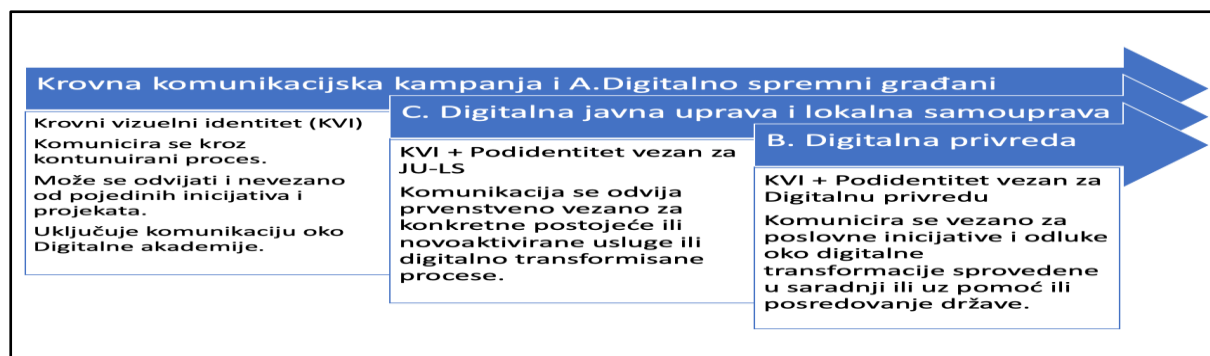 Krovna komunikacijska kampanja i A.Digitalno spremni građani
Krovni vizuelni identitet (KVI)
Komunicira se kroz
kontunuirani proces.
Može se odvijati i nevezano
od pojedinih inicijativa i
projekata.
Uključuje komunikaciju oko
Digitalne akademije.
C. Digitalna javna uprava i lokalna samouprava
KVI + Podidentitet vezan za
JU-LS
Komunikacija se odvija
prvenstveno vezano za
konkretne postojeće ili
novoaktivirane usluge ili
digitalno transformisane
procese.
B. Digitalna privreda
KVI + Podidentitet vezan za
Digitalnu privredu
Komunicira se vezano za
poslovne inicijative i odluke
oko digitalne
transformacije sprovedene
u saradnji ili uz pomoć ili
posredovanje države.